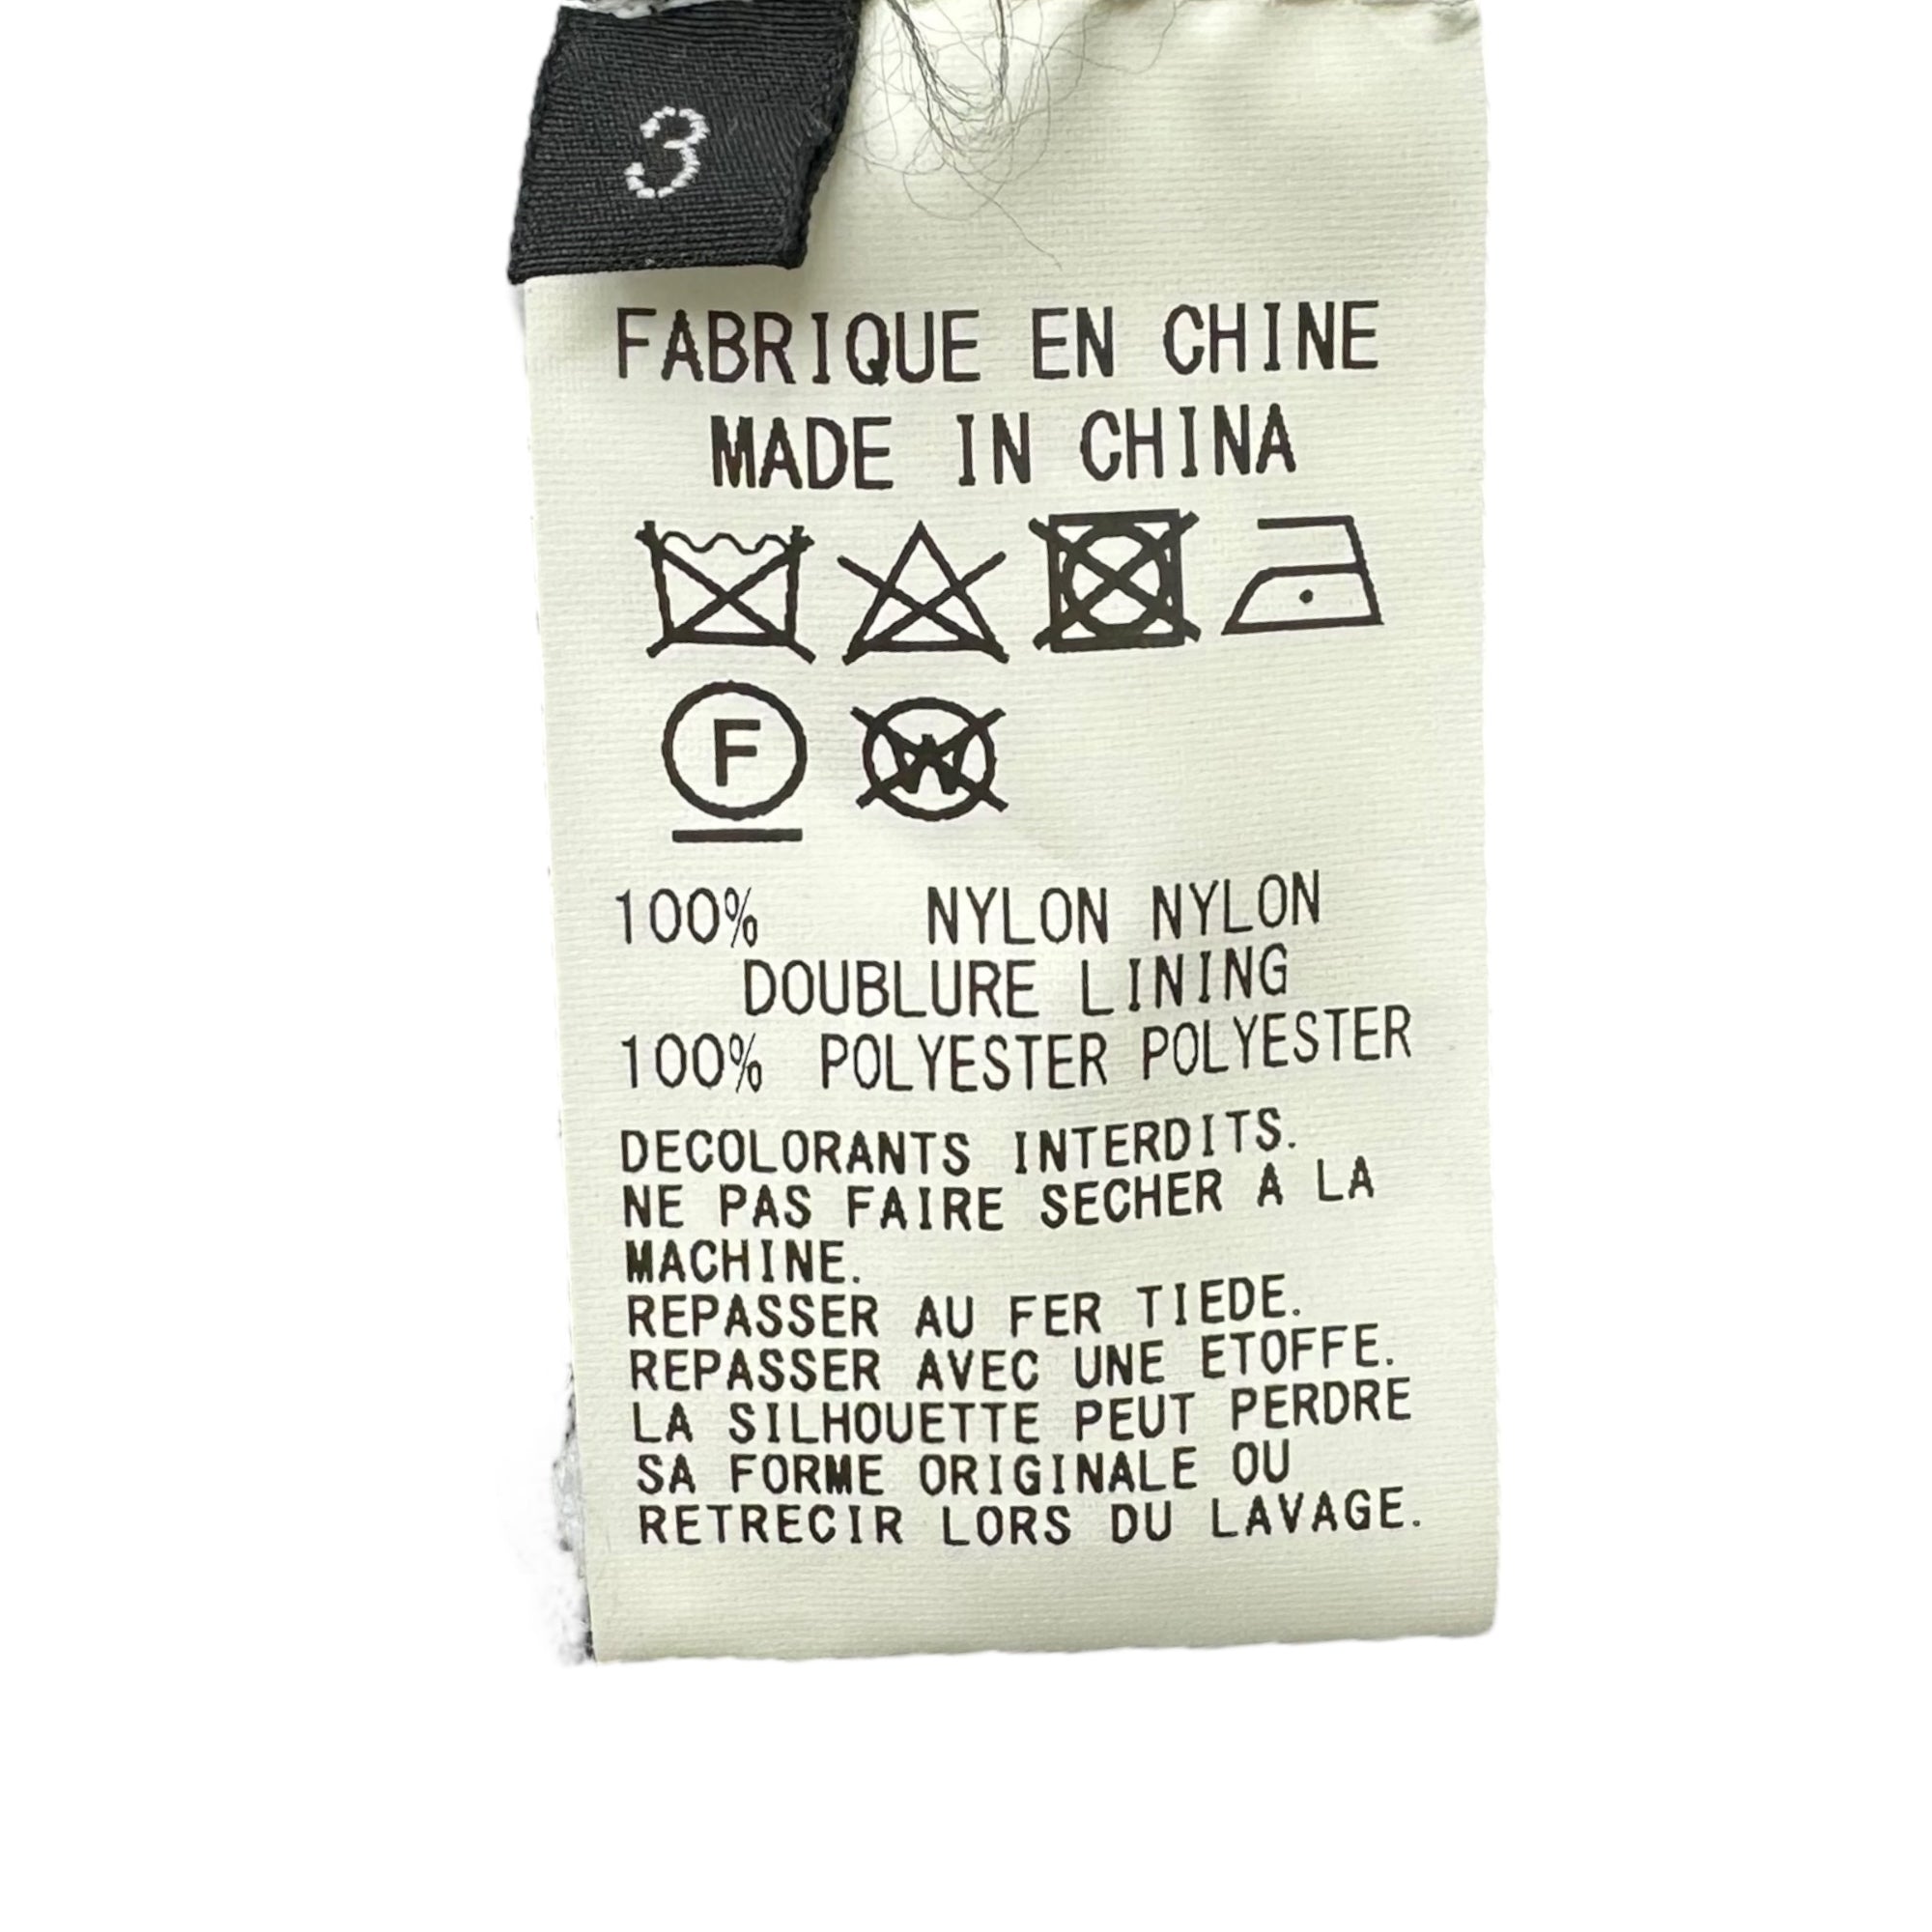 3
FABRIQUE EN CHINE
MADE IN CHINA
F W
100% NYLON NYLON
DOUBLURE LINING
100% POLYESTER POLYESTER
DECOLORANTS INTERDITS.
NE PAS FAIRE SECHER A LA
MACHINE.
REPASSER AU FER TIEDE.
REPASSER AVEC UNE ETOFFE.
LA SILHOUETTE PEUT PERDRE
SA FORME ORIGINALE OU
RETRECIR LORS DU LAVAGE.